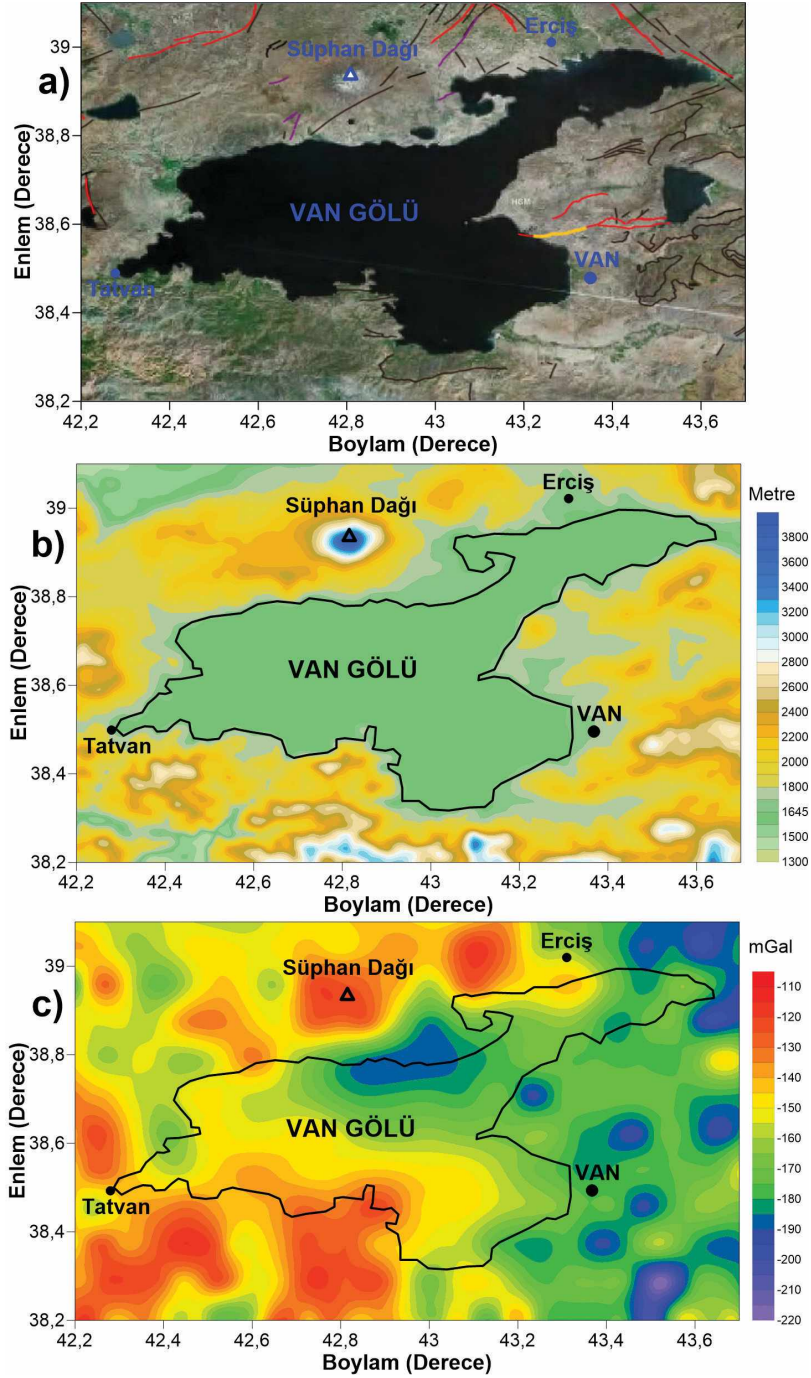 a)
39
38,8
38,6
38,4
38,2
Enlem (Derece)
Süphan Dağı
Erciş
VAN GÖLÜ
HGM
VAN
Tatvan
42,2 42,4 42,6 42,8 43 43,2 43,4 43,6
Boylam (Derece)
b)
39
38,8
38,6
38,4
38,2
Enlem (Derece)
Süphan Dağı
Erciş
VAN GÖLÜ
VAN
Tatvan
42,2 42,4 42,6 42,8 43 43,2 43,4 43,6
Boylam (Derece)
Metre
3800
3600
3400
3200
3000
2900
2800
2600
2500
2400
2300
2200
2100
2000
1900
1800
1645
1500
1300
c)
39
38,8
38,6
38,4
38,2
Enlem (Derece)
Süphan Dağı
Erciş
VAN GÖLÜ
VAN
Tatvan
42,2 42,4 42,6 42,8 43 43,2 43,4 43,6
Boylam (Derece)
mGal
-110
-120
-130
-140
-150
-160
-170
-180
-190
-200
-210
-220